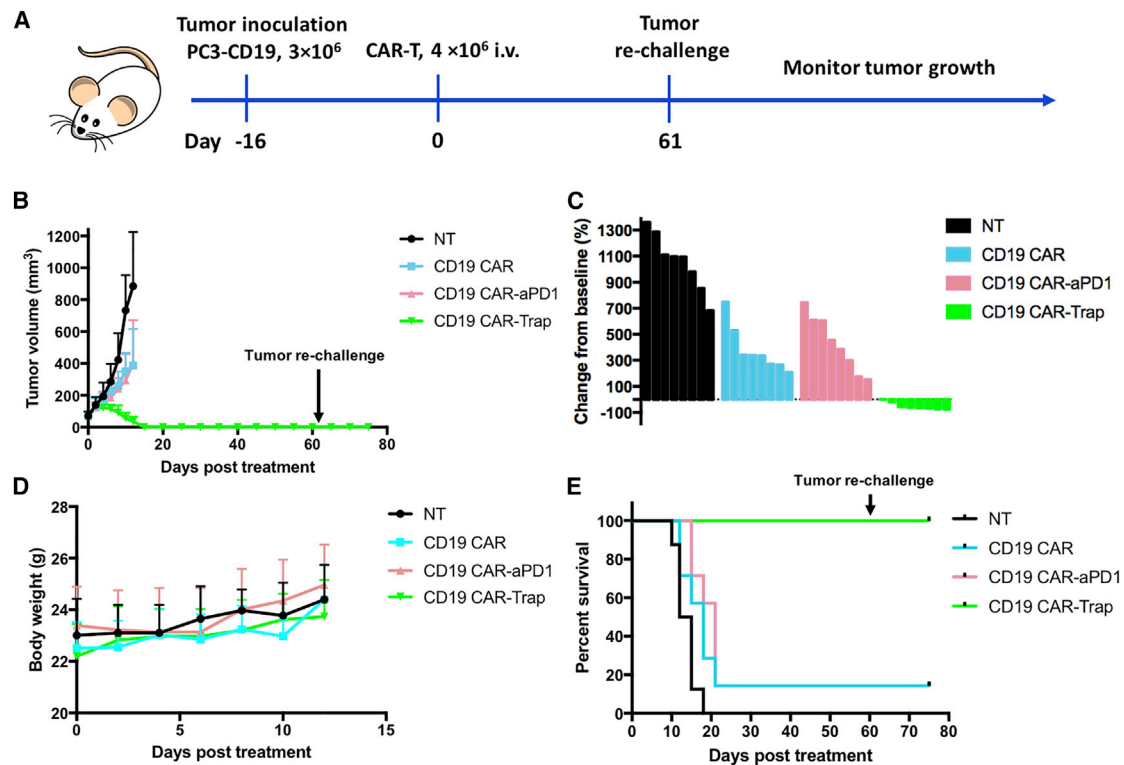 A
Tumor inoculation
PC3-CD19, 3×10⁶
CAR-T, 4 ×10⁶ i.v.
Tumor
re-challenge
Monitor tumor growth
Day
-16
0
61
B
Tumor volume (mm³)
1200
1000
800
600
400
200
0
0
20
40
60
80
Days post treatment
Tumor re-challenge
NT
CD19 CAR
CD19 CAR-aPD1
CD19 CAR-Trap
C
Change from baseline (%)
1300
1100
900
700
500
300
100
-100
NT
CD19 CAR
CD19 CAR-aPD1
CD19 CAR-Trap
D
Body weight (g)
28
26
24
22
20
0
5
10
15
Days post treatment
NT
CD19 CAR
CD19 CAR-aPD1
CD19 CAR-Trap
E
Tumor re-challenge
Percent survival
100
80
60
40
20
0
0
10
20
30
40
50
60
70
80
Days post treatment
NT
CD19 CAR
CD19 CAR-aPD1
CD19 CAR-Trap